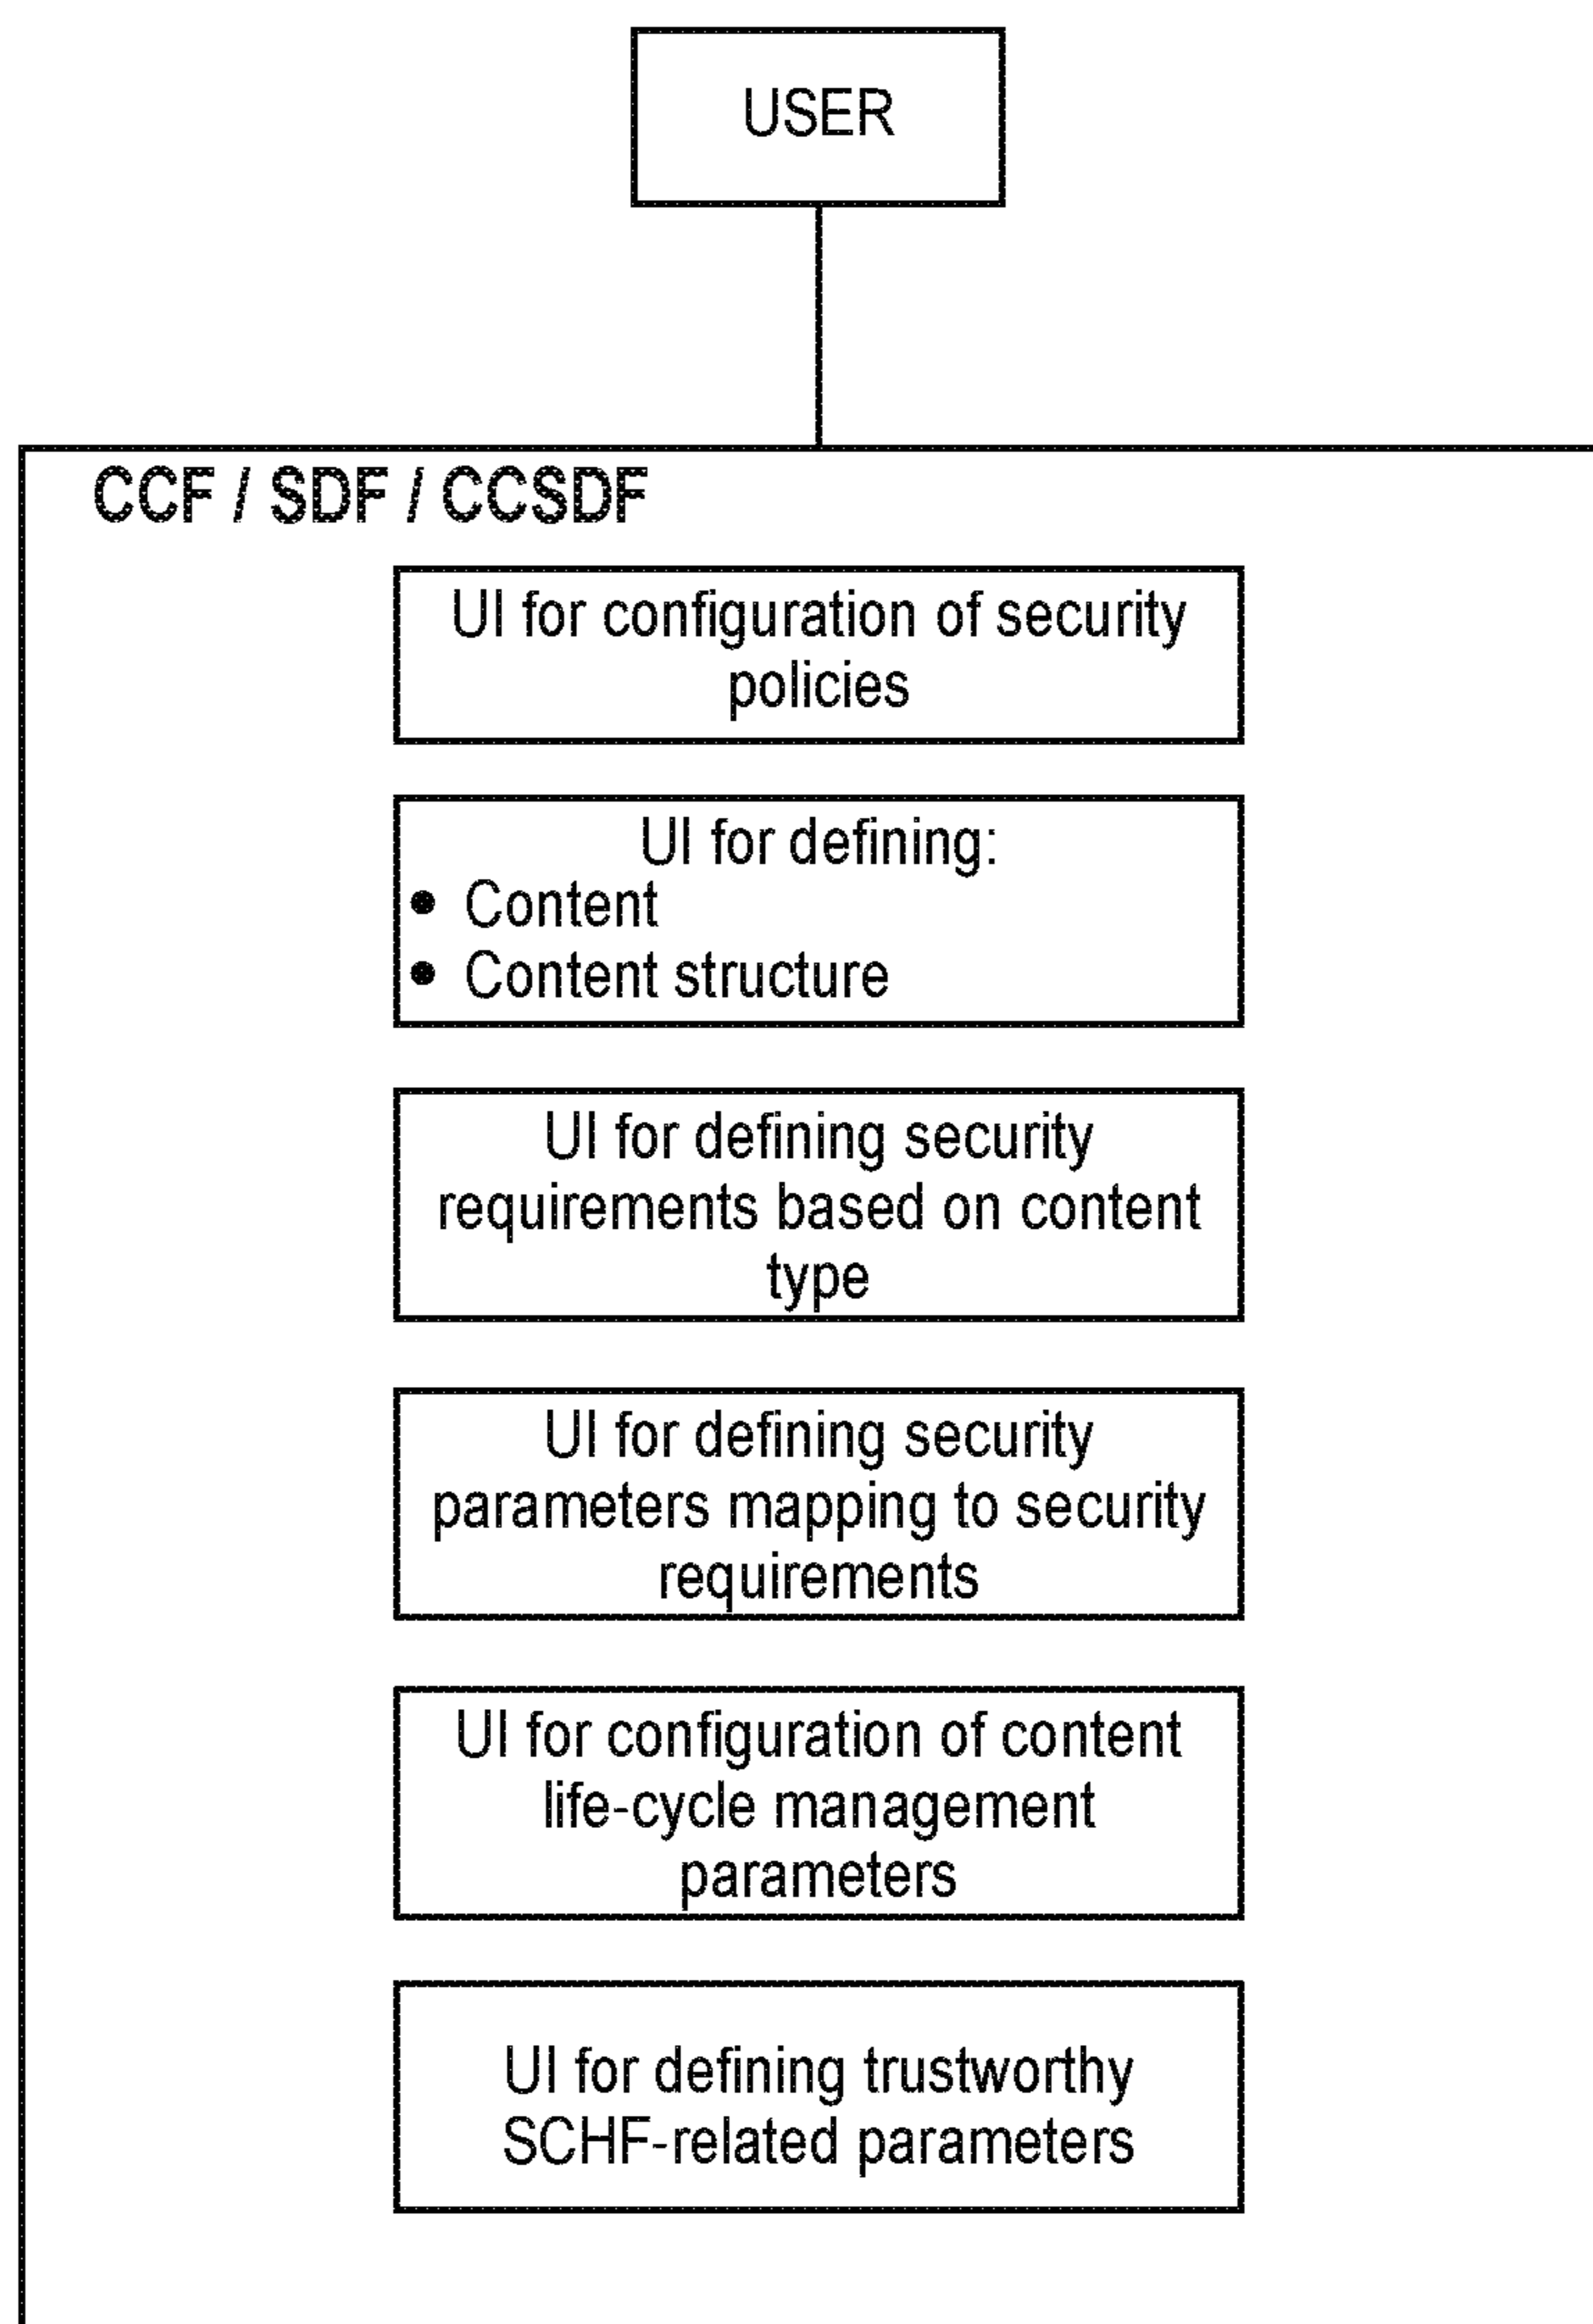 USER
CCF / SDF / CCSDF
UI for configuration of security
policies
UI for defining:
• Content
• Content structure
UI for defining security
requirements based on content
type
UI for defining security
parameters mapping to security
requirements
UI for configuration of content
life-cycle management
parameters
UI for defining trustworthy
SCHF-related parameters